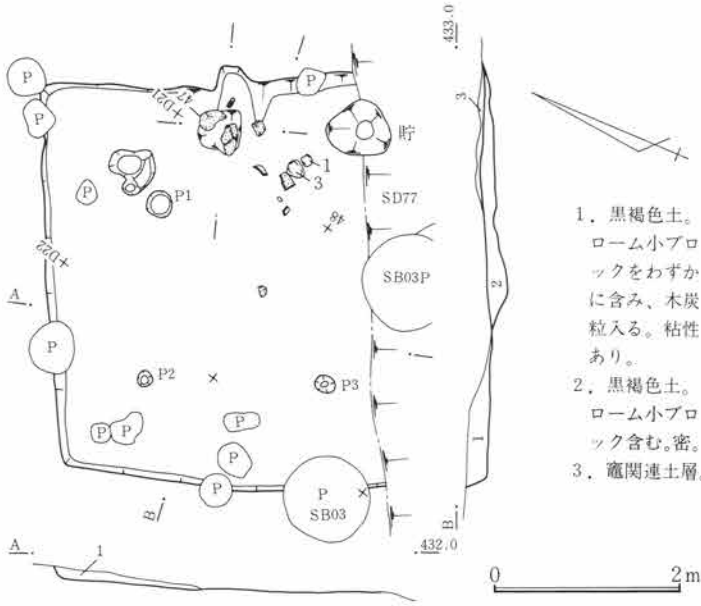 .433.0
P
P
P
47
+D21
3
貯
1
3
P
P1
SD77
48
+D22
A
SB03P
2
P
P2
P3
1
P
P
P
P
P
SB03
B
B
A
1
.432.0
0
2m
1. 黒褐色土。
ローム小ブロ
ックをわずか
に含み、木炭
粒入る。粘性
あり。
2. 黒褐色土。
ローム小ブロ
ック含む。密。
3. 竈関連土層。